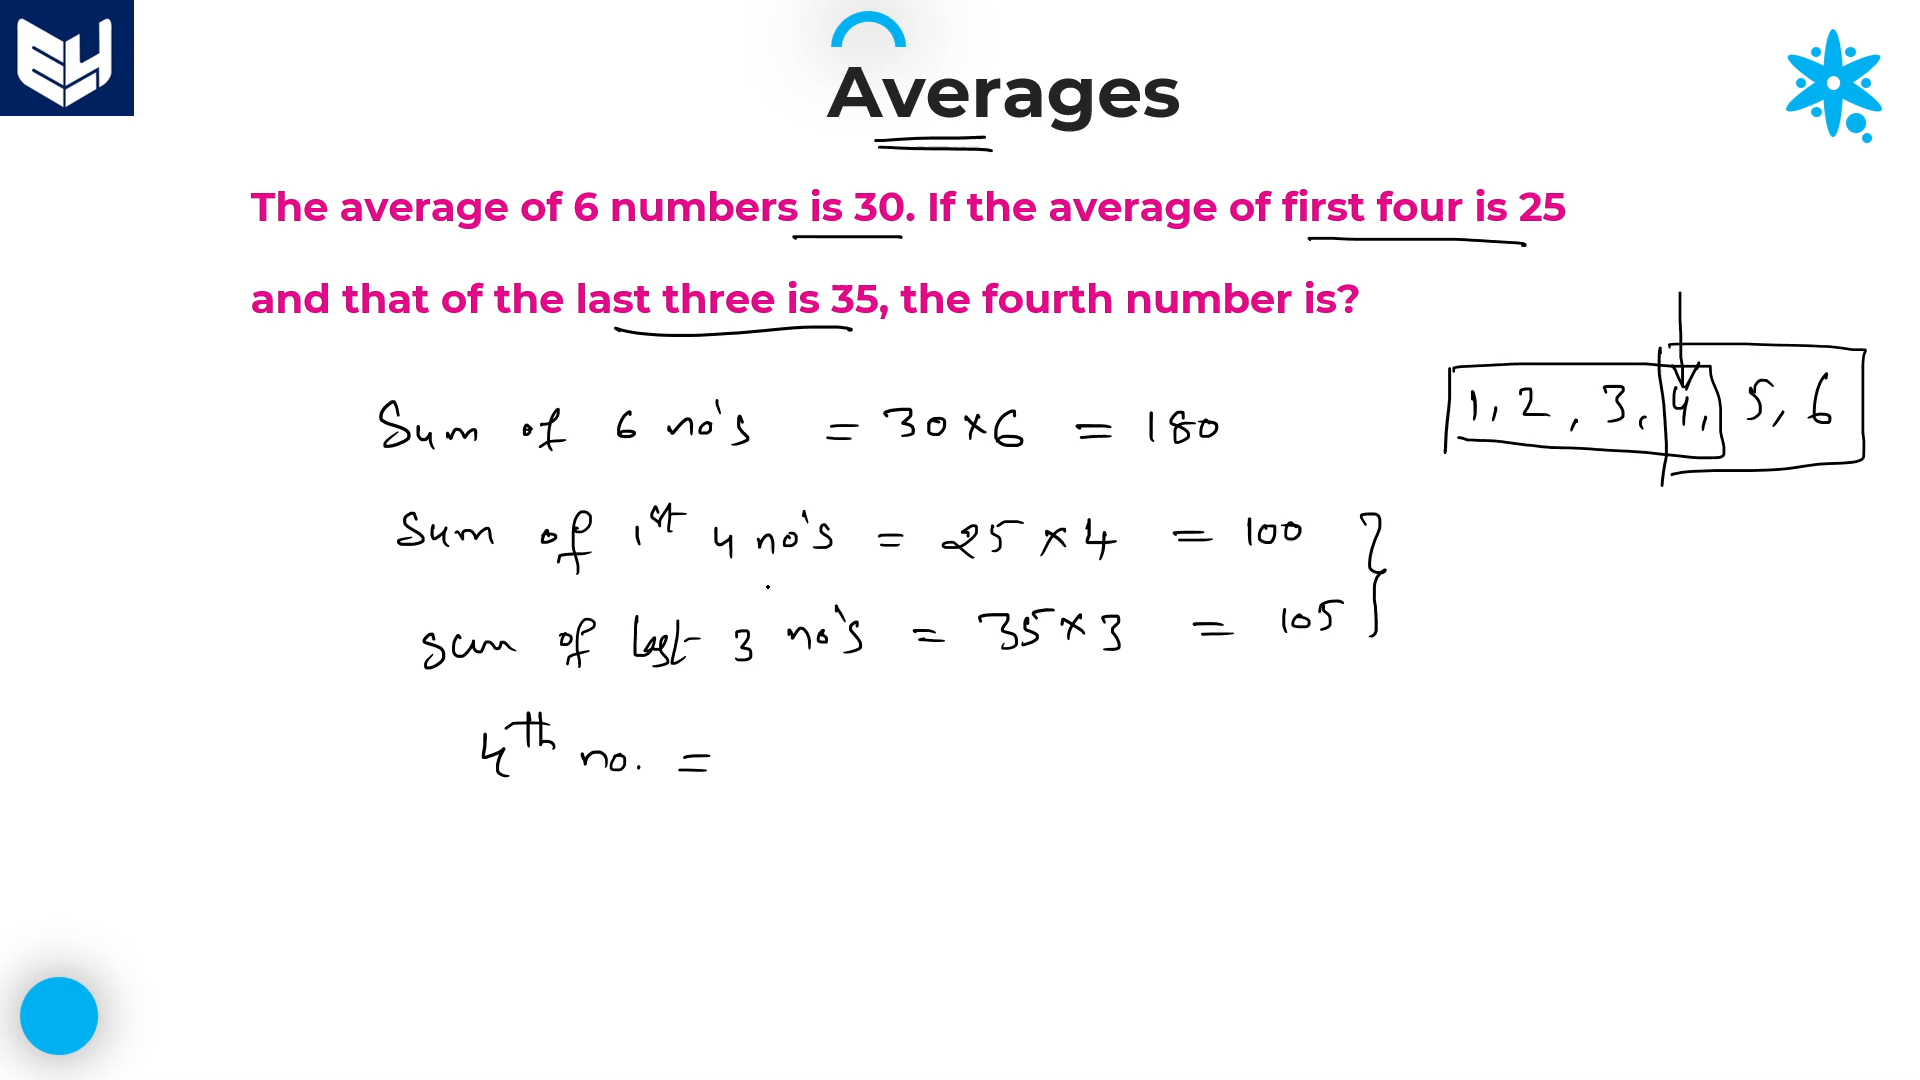 Averages
The average of 6 numbers is 30. If the average of first four is 25
and that of the last three is 35, the fourth number is?
1, 2, 3, 4, 5, 6
Sum of 6 no's = 30 × 6 = 180
Sum of 1st 4 no's = 25 × 4 = 100
sum of last 3 no's = 35 × 3 = 105
4th no. =